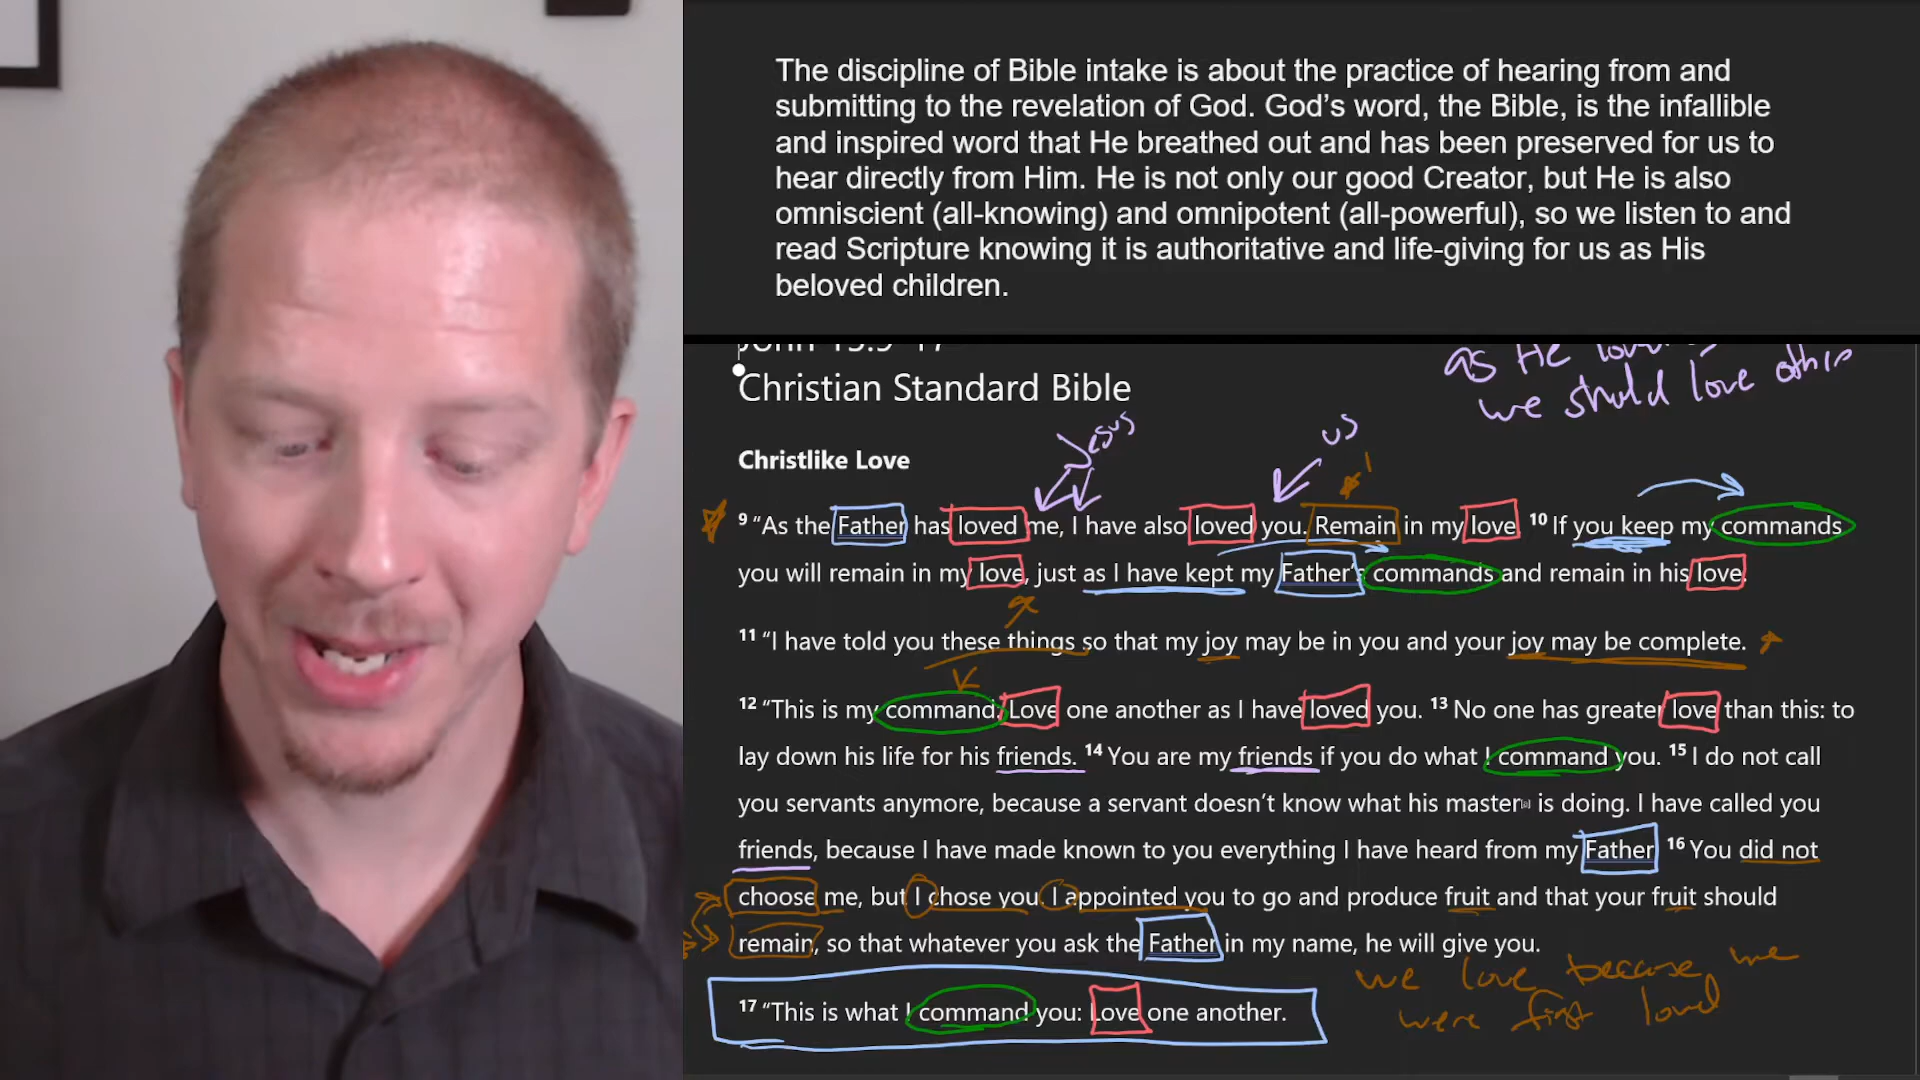 The discipline of Bible intake is about the practice of hearing from and
submitting to the revelation of God. God’s word, the Bible, is the infallible
and inspired word that He breathed out and has been preserved for us to
hear directly from Him. He is not only our good Creator, but He is also
omniscient (all-knowing) and omnipotent (all-powerful), so we listen to and
read Scripture knowing it is authoritative and life-giving for us as His
beloved children.
John 15:9-17
as He
we should love others
Christian Standard Bible
Jesus
us
Christlike Love
9 “As the Father has loved me, I have also loved you. Remain in my love. 10 If you keep my commands
you will remain in my love, just as I have kept my Father’s commands and remain in his love.
11 “I have told you these things so that my joy may be in you and your joy may be complete.
12 “This is my command: Love one another as I have loved you. 13 No one has greater love than this: to
lay down his life for his friends. 14 You are my friends if you do what I command you. 15 I do not call
you servants anymore, because a servant doesn’t know what his master[a] is doing. I have called you
friends, because I have made known to you everything I have heard from my Father. 16 You did not
choose me, but I chose you. I appointed you to go and produce fruit and that your fruit should
remain, so that whatever you ask the Father in my name, he will give you.
we love because we
were first loved
17 “This is what I command you: Love one another.